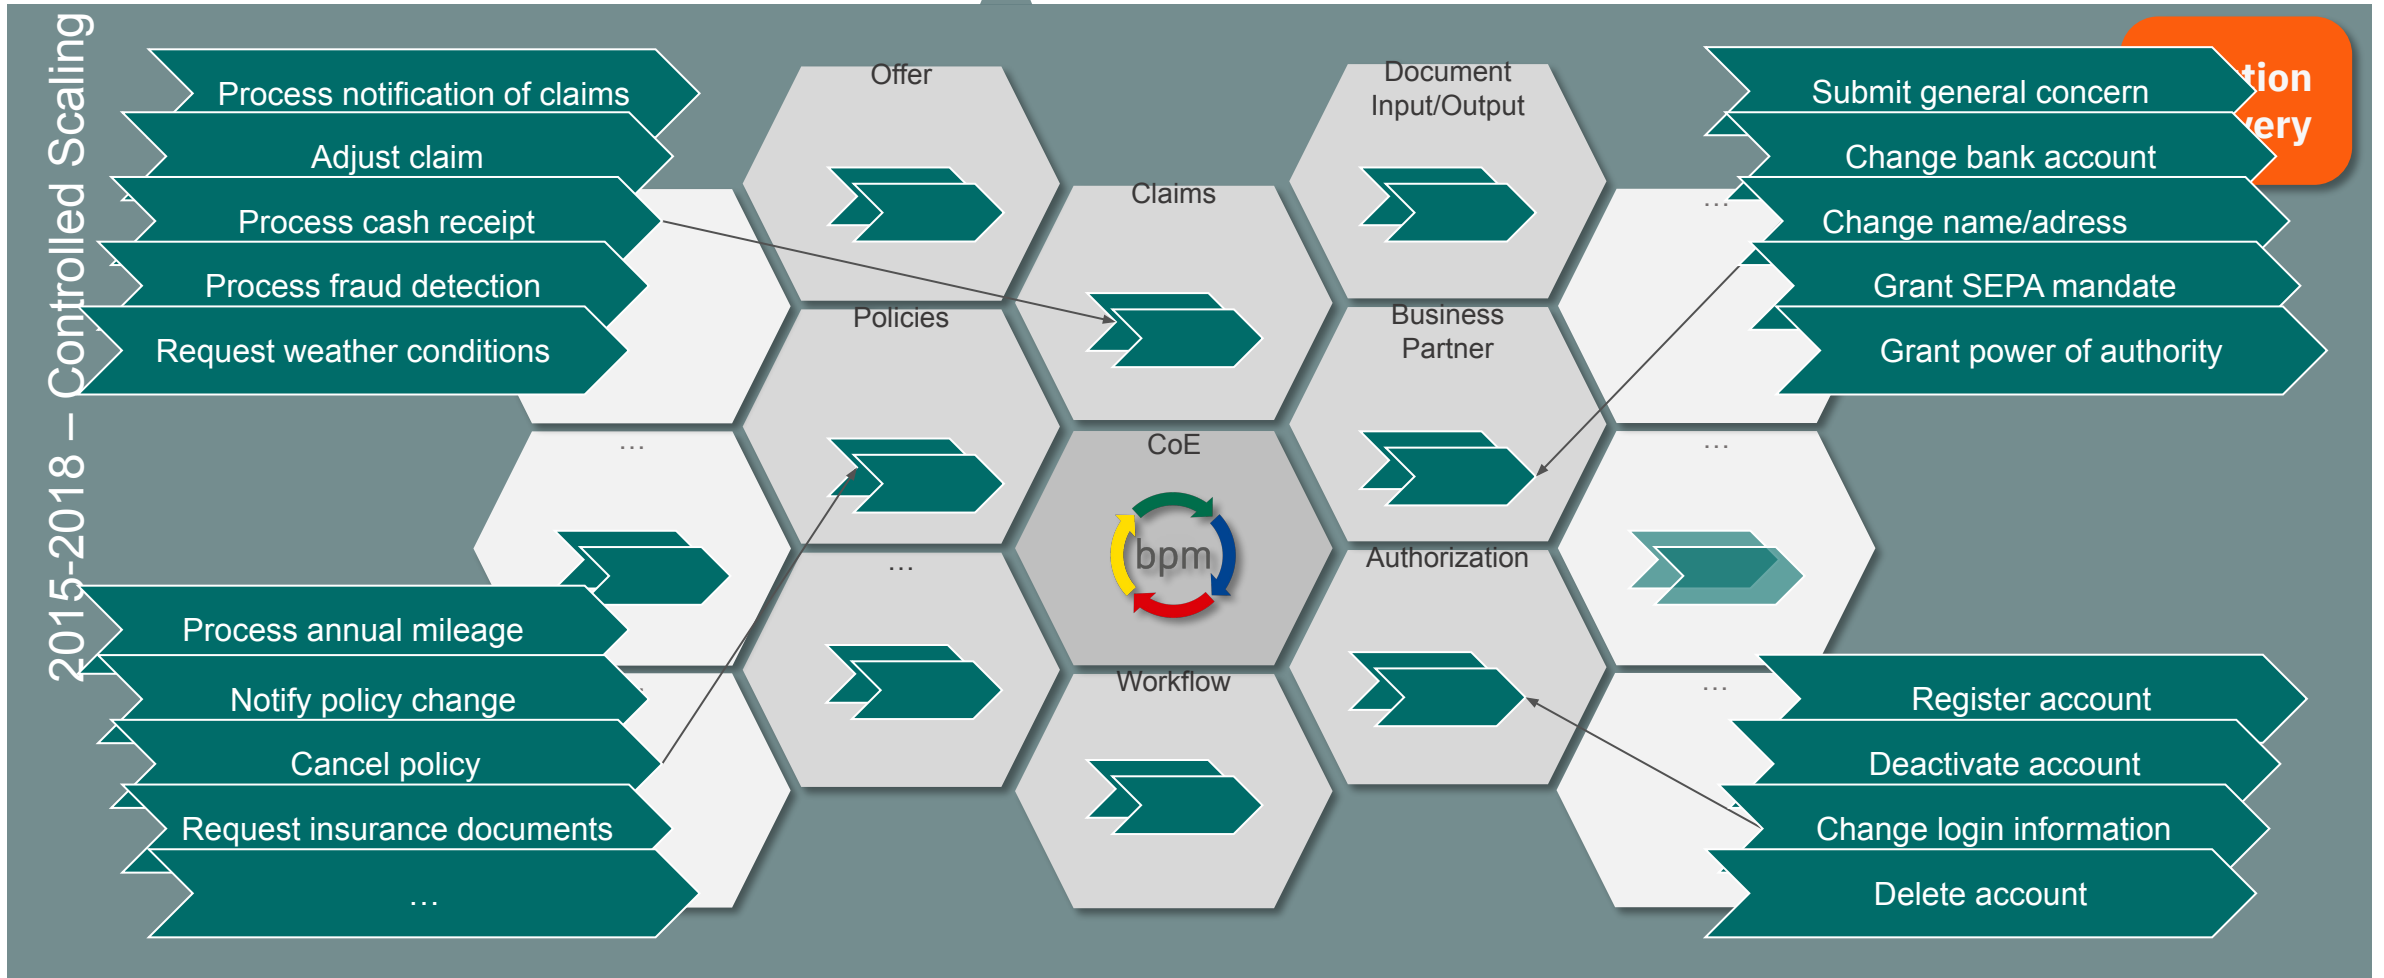 2015-2018 – Controlled Scaling
Process notification of claims
Adjust claim
Process cash receipt
Process fraud detection
Request weather conditions
Process annual mileage
Notify policy change
Cancel policy
Request insurance documents
…
…
Offer
Policies
…
Claims
CoE
bpm
Workflow
Document
Input/Output
Business
Partner
Authorization
…
…
…
Submit general concern
Change bank account
Change name/adress
Grant SEPA mandate
Grant power of authority
Register account
Deactivate account
Change login information
Delete account